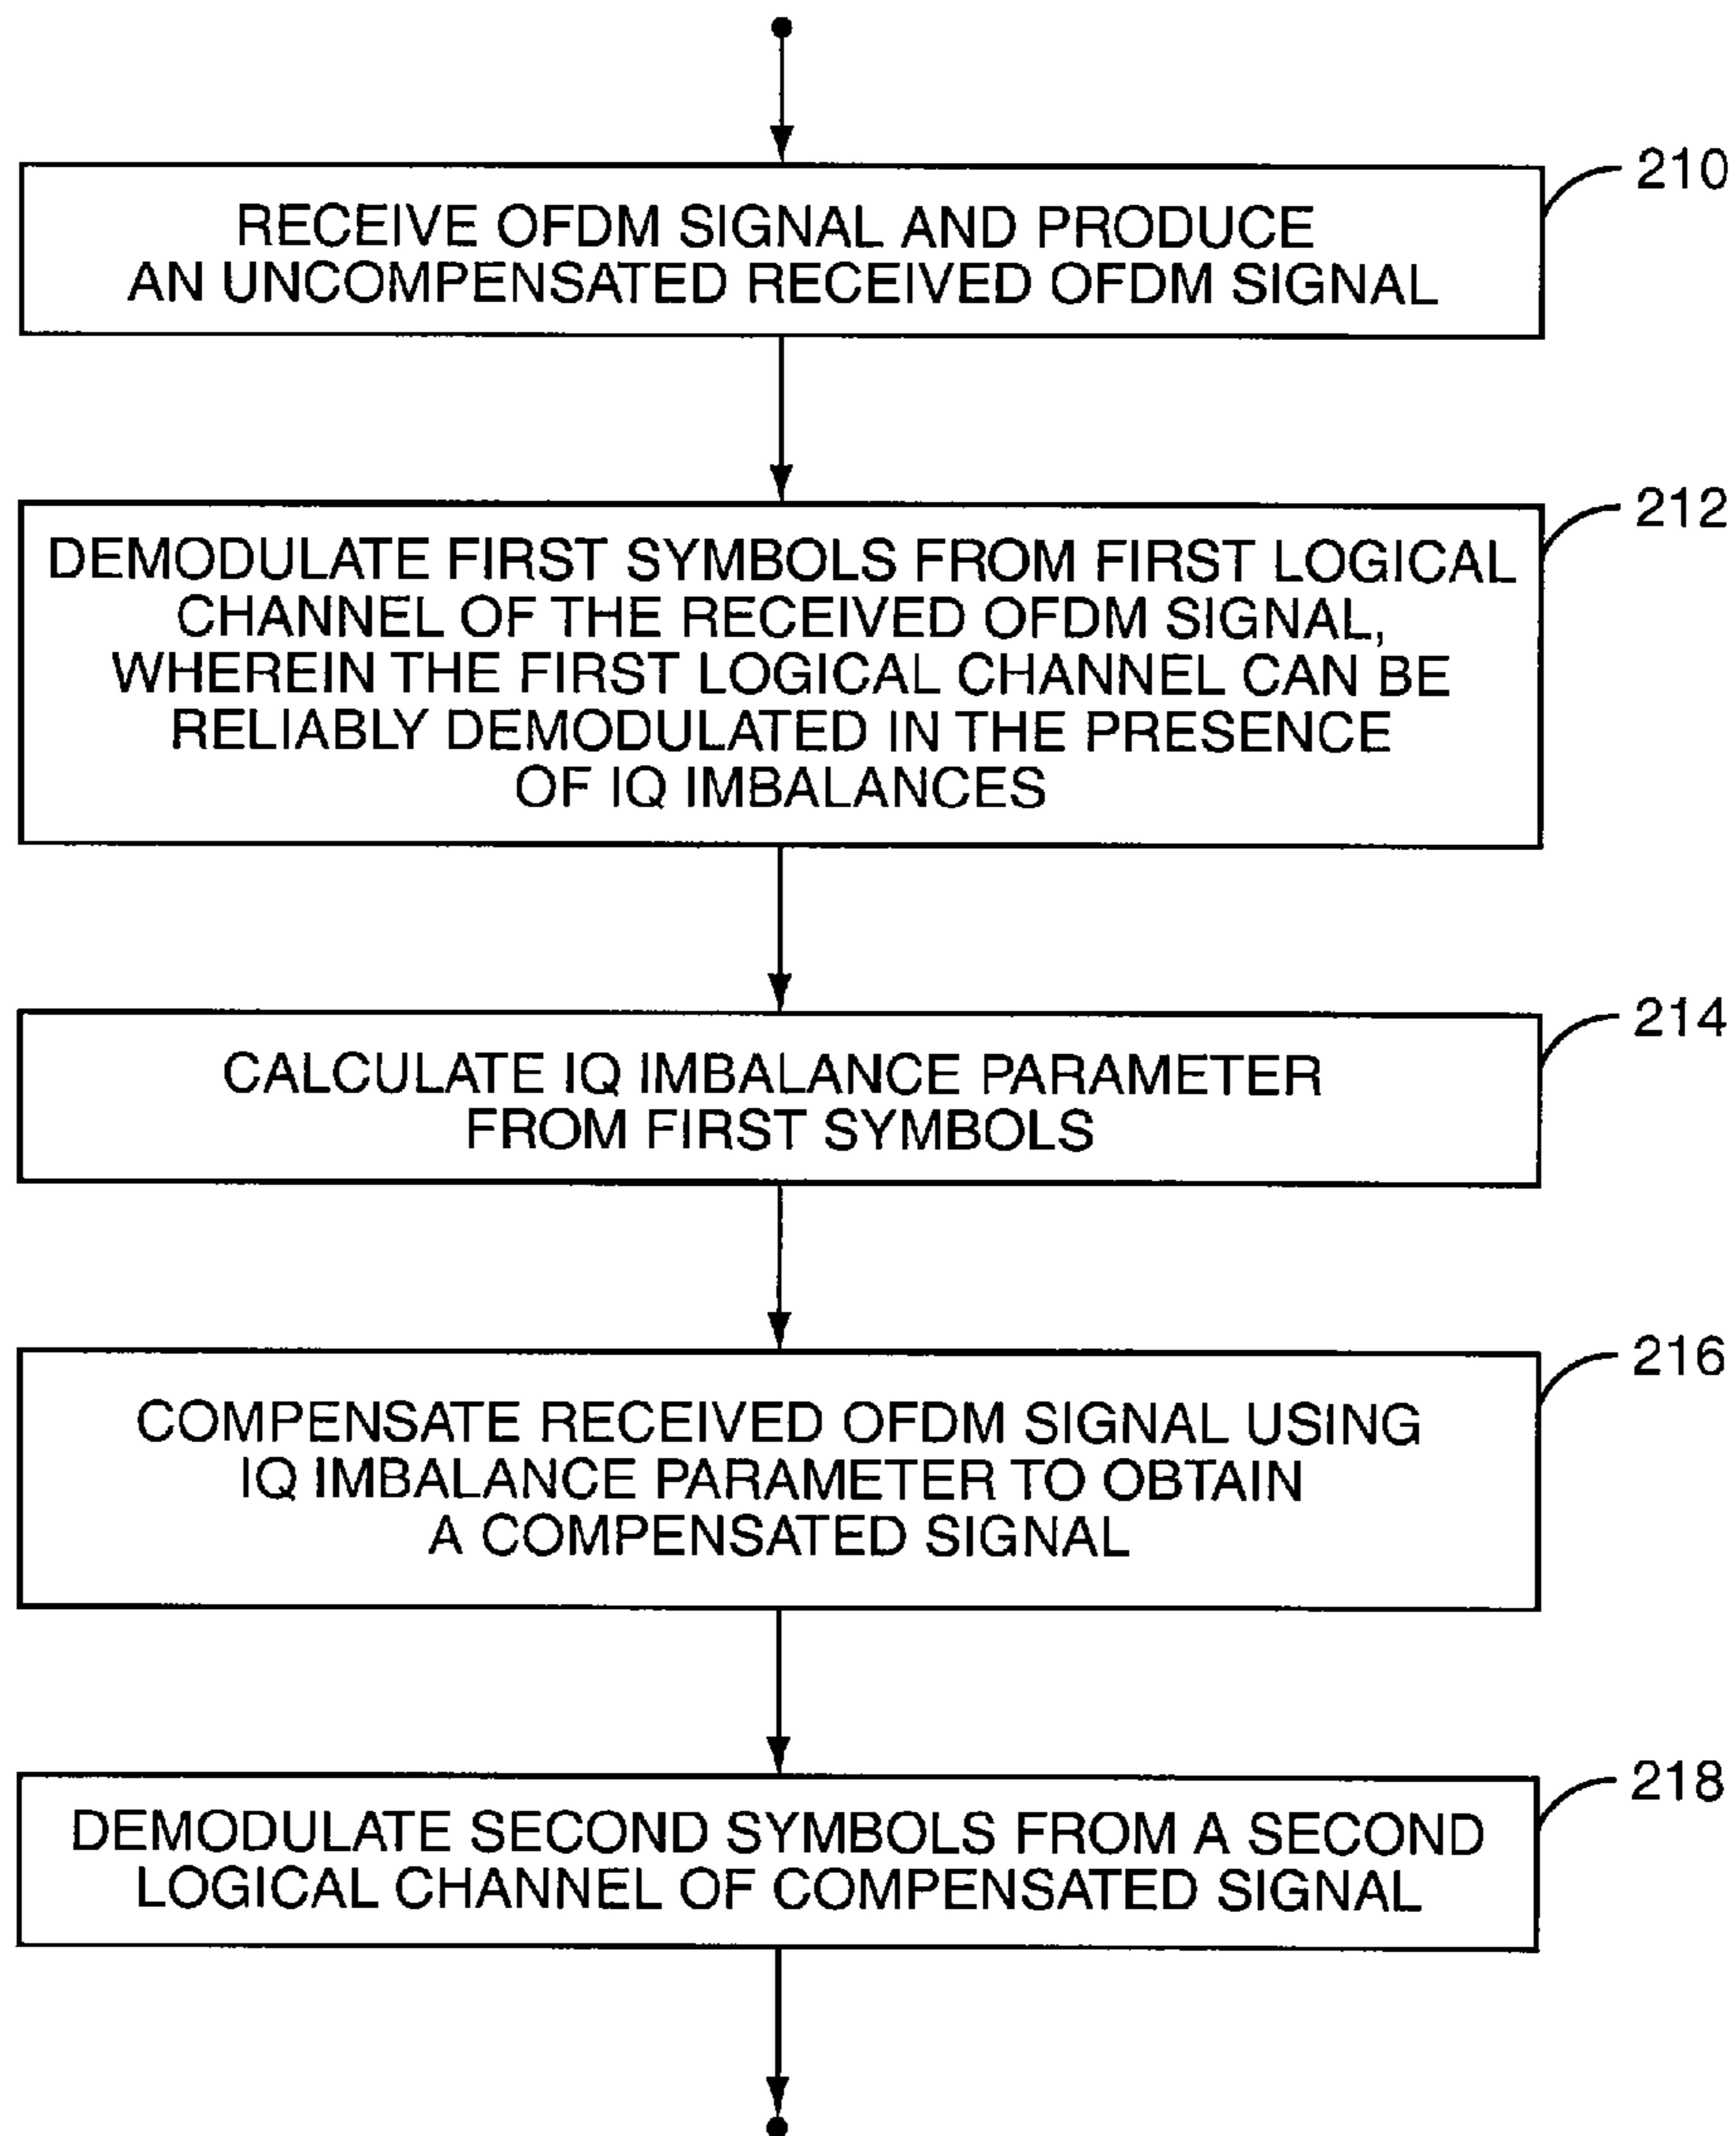 210
RECEIVE OFDM SIGNAL AND PRODUCE
AN UNCOMPENSATED RECEIVED OFDM SIGNAL
212
DEMODULATE FIRST SYMBOLS FROM FIRST LOGICAL
CHANNEL OF THE RECEIVED OFDM SIGNAL,
WHEREIN THE FIRST LOGICAL CHANNEL CAN BE
RELIABLY DEMODULATED IN THE PRESENCE
OF IQ IMBALANCES
214
CALCULATE IQ IMBALANCE PARAMETER
FROM FIRST SYMBOLS
216
COMPENSATE RECEIVED OFDM SIGNAL USING
IQ IMBALANCE PARAMETER TO OBTAIN
A COMPENSATED SIGNAL
218
DEMODULATE SECOND SYMBOLS FROM A SECOND
LOGICAL CHANNEL OF COMPENSATED SIGNAL